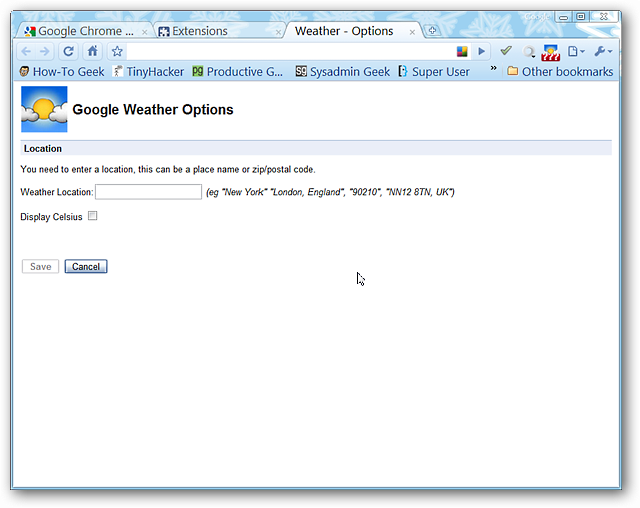 Google
Google Chrome ... Extensions Weather - Options
How-To Geek TinyHacker Productive G... Sysadmin Geek Super User » Other bookmarks
???
Google Weather Options
Location
You need to enter a location, this can be a place name or zip/postal code.
Weather Location: (eg "New York" "London, England", "90210", "NN12 8TN, UK")
Display Celsius
Save Cancel